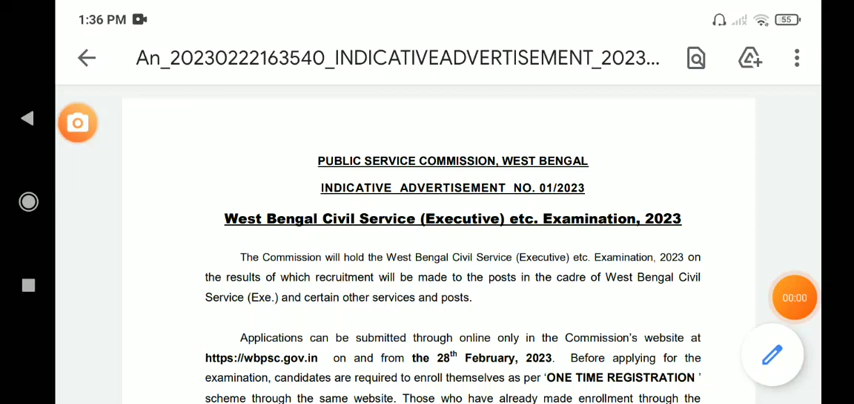 1:36 PM
55
An_20230222163540_INDICATIVEADVERTISEMENT_2023...
PUBLIC SERVICE COMMISSION, WEST BENGAL
INDICATIVE ADVERTISEMENT NO. 01/2023
West Bengal Civil Service (Executive) etc. Examination, 2023
The Commission will hold the West Bengal Civil Service (Executive) etc. Examination, 2023 on
the results of which recruitment will be made to the posts in the cadre of West Bengal Civil
Service (Exe.) and certain other services and posts.
00:00
Applications can be submitted through online only in the Commission's website at
https://wbpsc.gov.in on and from the 28th February, 2023. Before applying for the
examination, candidates are required to enroll themselves as per 'ONE TIME REGISTRATION '
scheme through the same website. Those who have already made enrollment through the